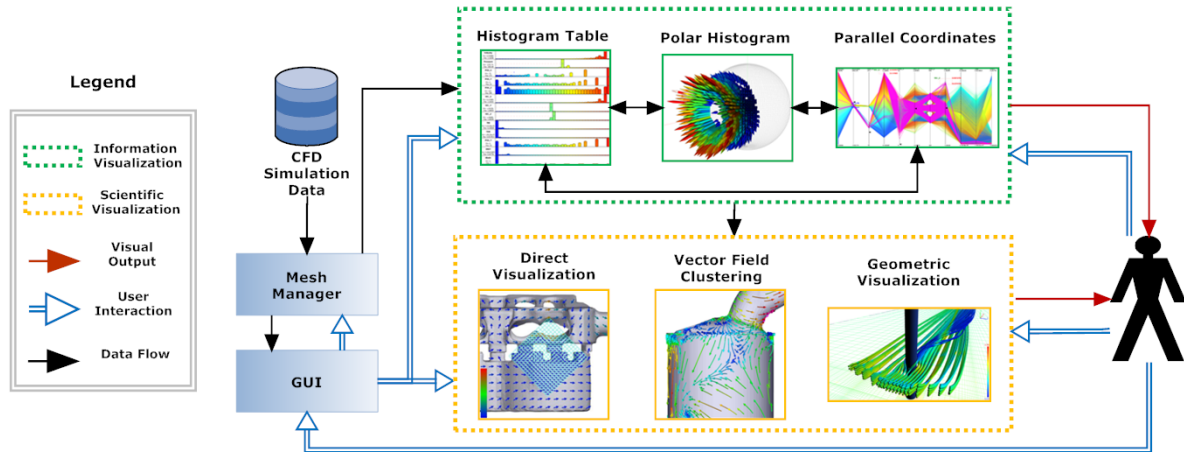 Legend
Information
Visualization
Scientific
Visualization
Visual
Output
User
Interaction
Data Flow
CFD
Simulation
Data
Mesh
Manager
GUI
Histogram Table
Polar Histogram
Parallel Coordinates
Direct
Visualization
Vector Field
Clustering
Geometric
Visualization